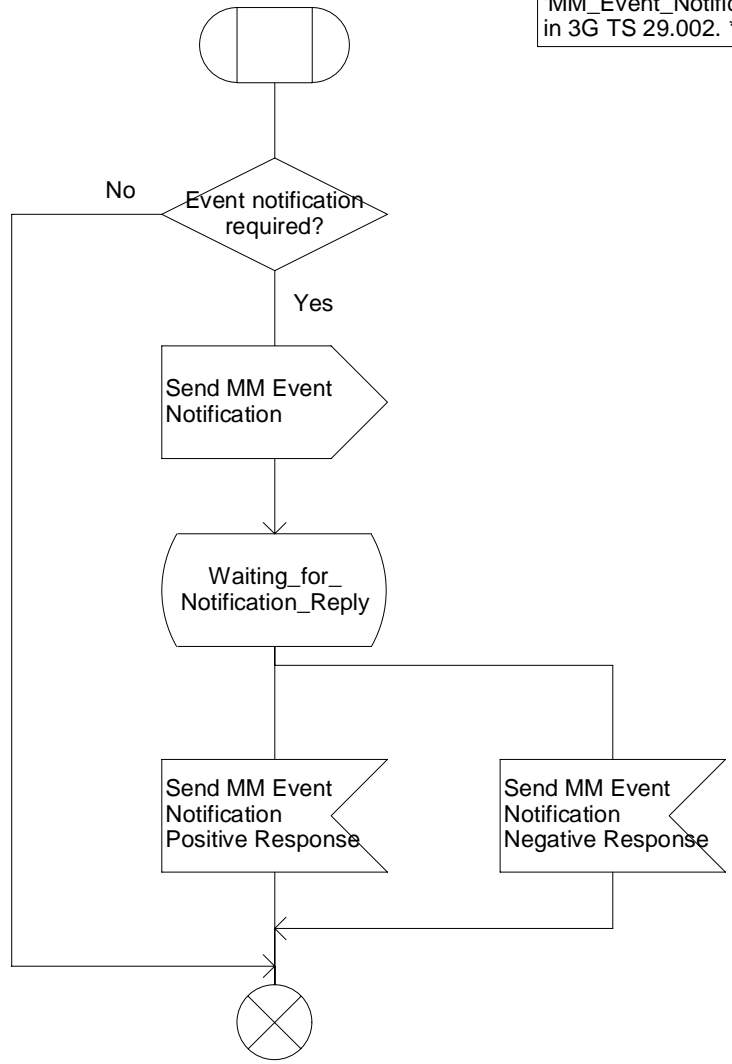 in 3G TS 29.002.
No
Event notification
required?
Yes
Send MM Event
Notification
Waiting_for_
Notification_Reply
Send MM Event
Notification
Positive Response
Send MM Event
Notification
Negative Response